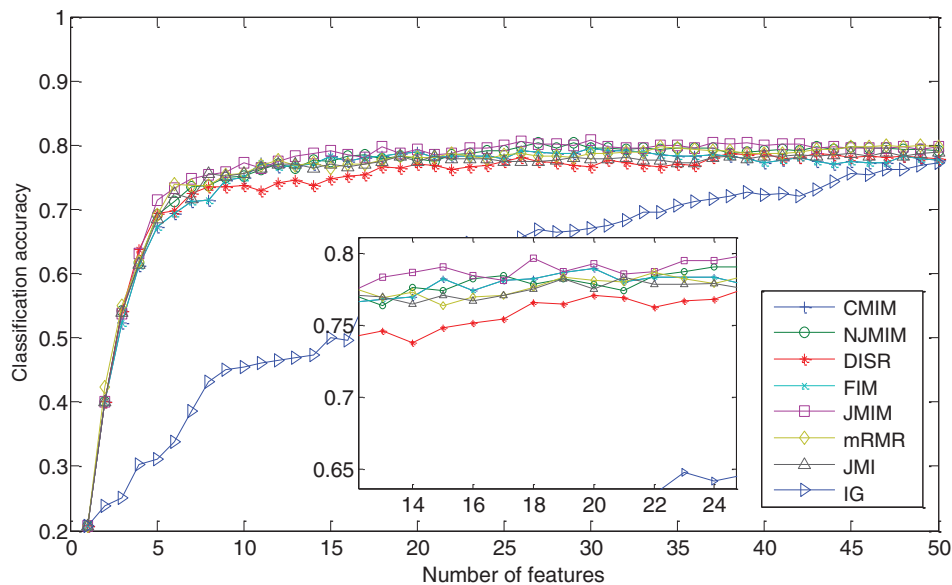 1
0.9
0.8
0.7
0.6
0.5
0.4
0.3
0.2
Classification accuracy
0.8
0.75
0.7
0.65
14 16 18 20 22 24
CMIM
NJMIM
DISR
FIM
JMIM
mRMR
JMI
IG
0 5 10 15 20 25 30 35 40 45 50
Number of features